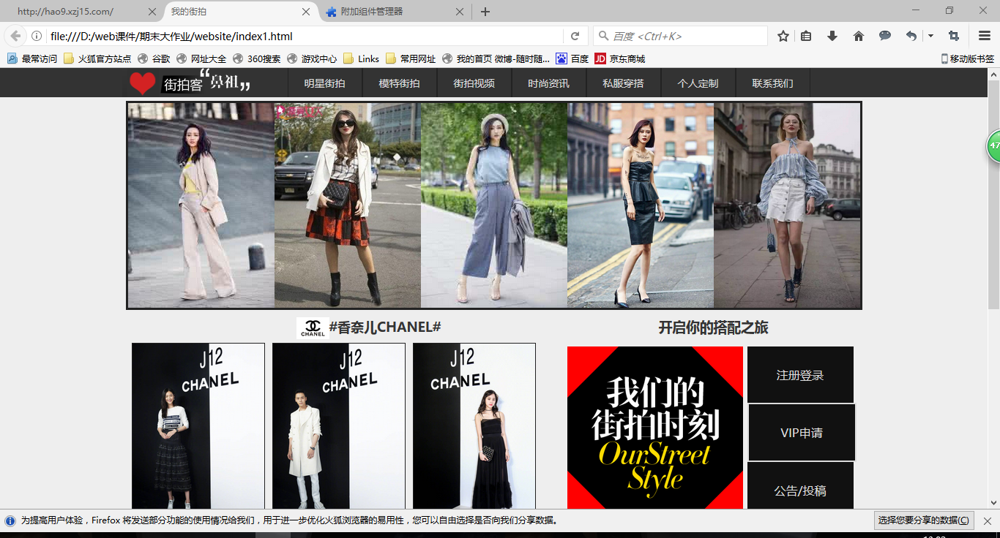 http://hao9.xzj15.com/
我的街拍
附加组件管理器
file:///D:/web课件/期末大作业/website/index1.html
百度 <Ctrl+K>
最常访问 火狐官方站点 谷歌 网址大全 360搜索 游戏中心 Links 常用网址 我的首页 微博-随时随... 百度 JD 京东商城 移动版书签
街拍客“鼻祖”
明星街拍 模特街拍 街拍视频 时尚资讯 私服穿搭 个人定制 联系我们
47
CHANEL
#香奈儿CHANEL#
开启你的搭配之旅
J12
CHANEL
J12
CHANEL
J12
CHANEL
我们的
街拍时刻
OurStreet
Style
注册登录
VIP申请
公告/投稿
为提高用户体验，Firefox 将发送部分功能的使用情况给我们，用于进一步优化火狐浏览器的易用性，您可以自由选择是否向我们分享数据。
选择您要分享的数据(C)